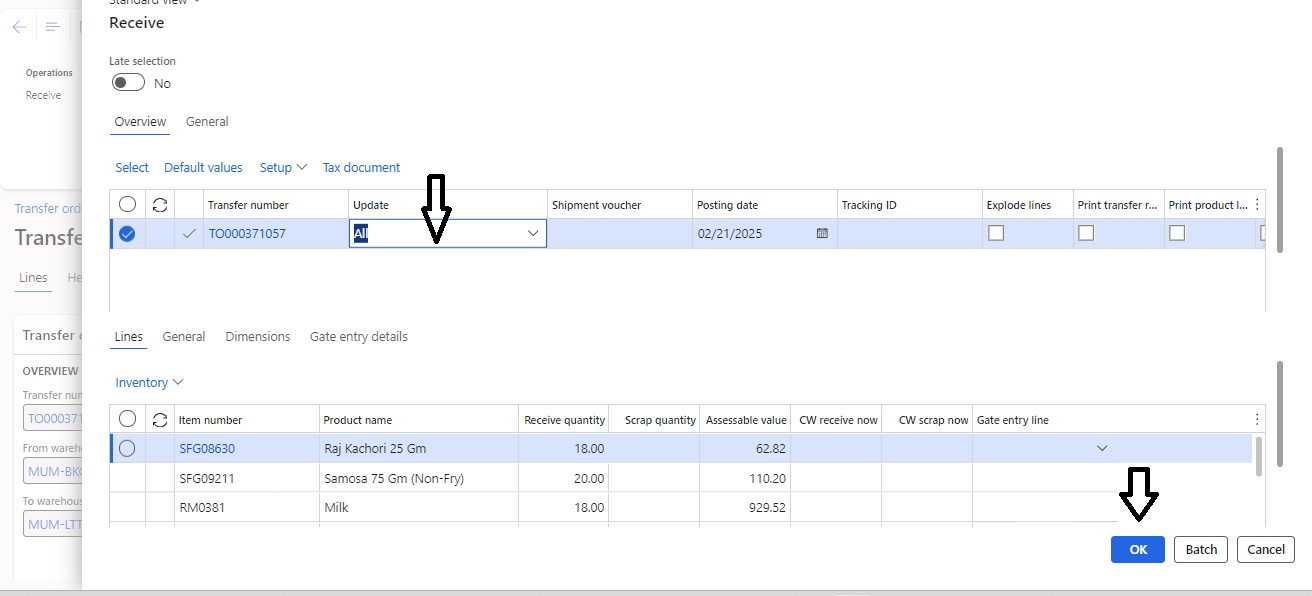 Standard view
Receive
Operations
Receive
Late selection
No
Overview General
Select Default values Setup Tax document
Transfer number Update Shipment voucher Posting date Tracking ID Explode lines Print transfer r... Print product l...
TO000371057 All 02/21/2025
Transfer ord
Transfe
Lines He
Transfer o
OVERVIEW
Transfer num
TO000371
From wareho
MUM-BKC
To warehous
MUM-LTT
Lines General Dimensions Gate entry details
Inventory
Item number Product name Receive quantity Scrap quantity Assessable value CW receive now CW scrap now Gate entry line
SFG08630 Raj Kachori 25 Gm 18.00 62.82
SFG09211 Samosa 75 Gm (Non-Fry) 20.00 110.20
RM0381 Milk 18.00 929.52
OK Batch Cancel